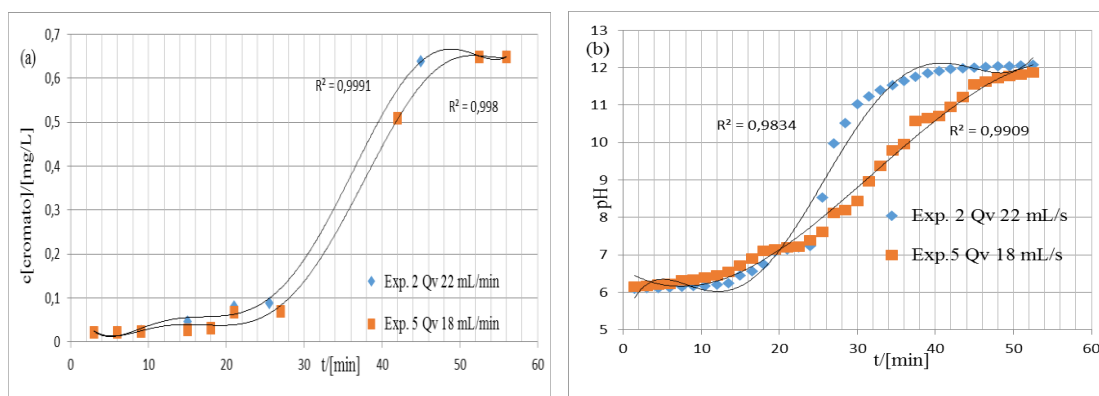 (a)
c[cromato]/[mg/L]
0,7
0,6
0,5
0,4
0,3
0,2
0,1
0
R² = 0,9991
R² = 0,998
Exp. 2 Qv 22 mL/min
Exp. 5 Qv 18 mL/min
0 10 20 30 40 50 60
t/[min]
(b)
pH
13
12
11
10
9
8
7
6
5
R² = 0,9834
R² = 0,9909
Exp. 2 Qv 22 mL/s
Exp.5 Qv 18 mL/s
0 10 20 30 40 50 60
t/[min]